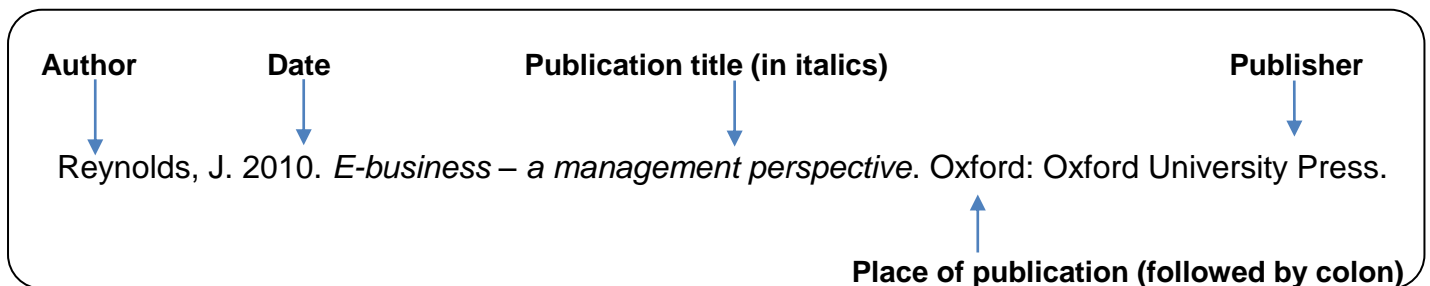 Author Date Publication title (in italics) Publisher
Reynolds, J. 2010. E-business – a management perspective. Oxford: Oxford University Press.
Place of publication (followed by colon)